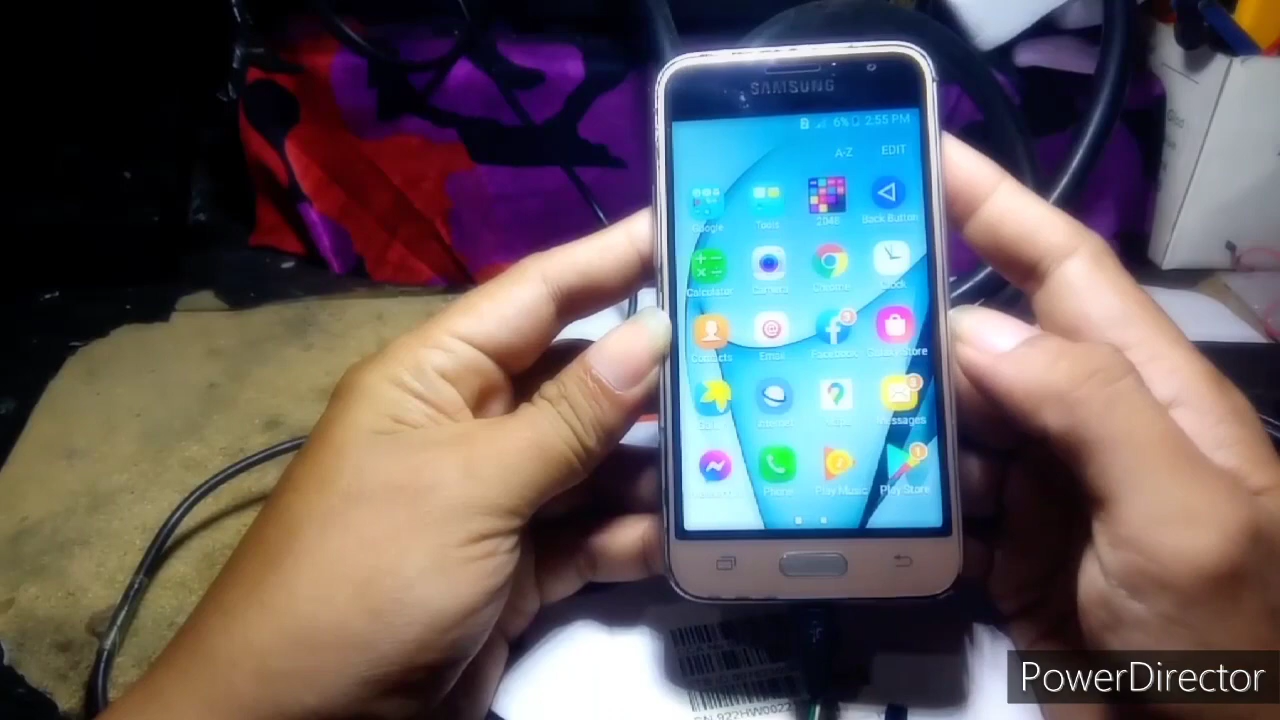 SAMSUNG
6% 2:55 PM
A-Z EDIT
Google Tools 2048 Back Button
Calculator Camera Chrome Clock
Contacts Email Facebook Galaxy Store
Internet Messages
Phone Play Music Play Store
PowerDirector